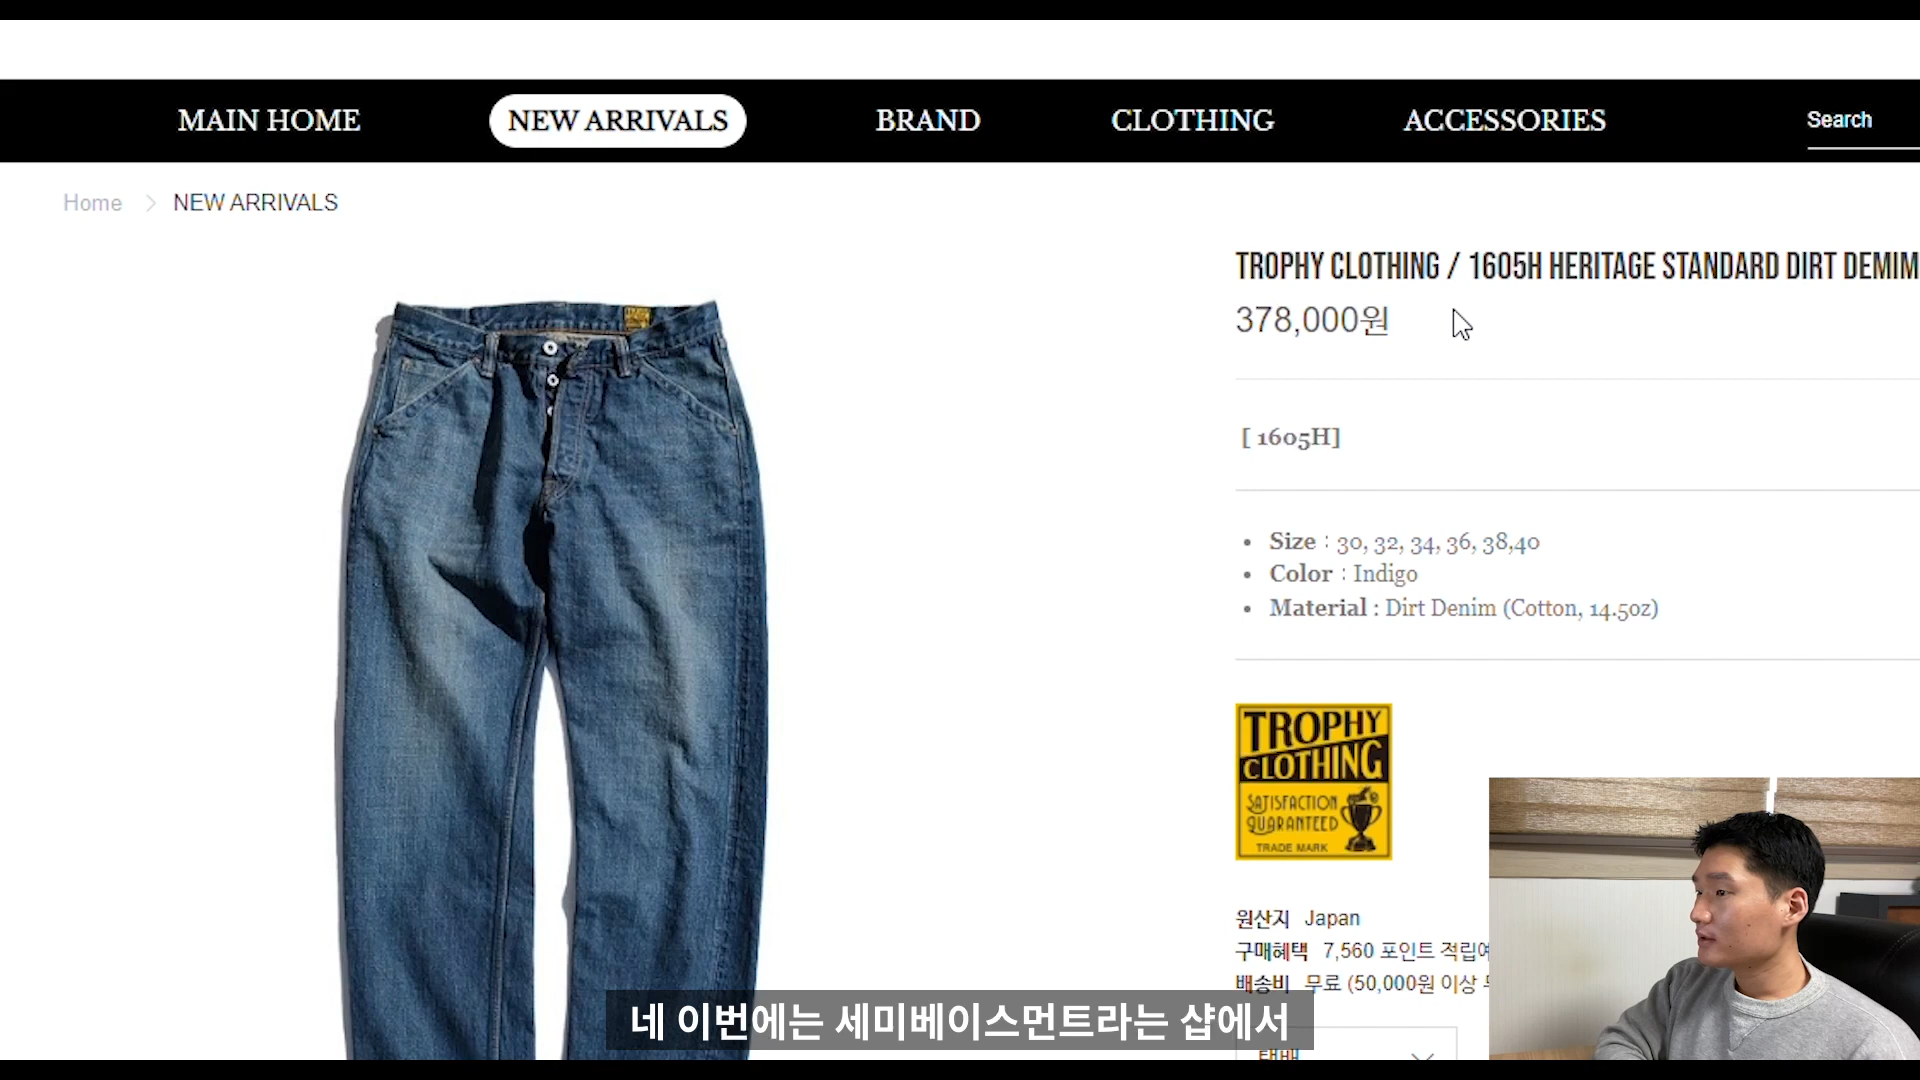 MAIN HOME
NEW ARRIVALS
BRAND
CLOTHING
ACCESSORIES
Search
Home > NEW ARRIVALS
TROPHY CLOTHING / 1605H HERITAGE STANDARD DIRT DEMIM
378,000원
[ 1605H]
• Size : 30, 32, 34, 36, 38,40
• Color : Indigo
• Material : Dirt Denim (Cotton, 14.5oz)
TROPHY
CLOTHING
SATISFACTION
GUARANTEED
TRADE MARK
원산지 Japan
구매혜택 7,560 포인트 적립예
배송비 무료 (50,000원 이상
네 이번에는 세미베이스먼트라는 샵에서
택배